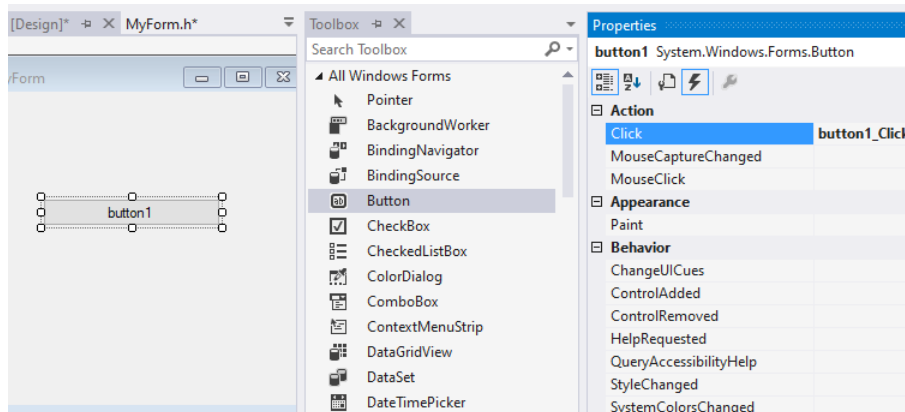 [Design]* MyForm.h*
Form
button1
Toolbox
Search Toolbox
All Windows Forms
Pointer
BackgroundWorker
BindingNavigator
BindingSource
Button
CheckBox
CheckedListBox
ColorDialog
ComboBox
ContextMenuStrip
DataGridView
DataSet
DateTimePicker
Properties
button1 System.Windows.Forms.Button
Action
Click button1_Click
MouseCaptureChanged
MouseClick
Appearance
Paint
Behavior
ChangeUICues
ControlAdded
ControlRemoved
HelpRequested
QueryAccessibilityHelp
StyleChanged
SystemColorsChanged